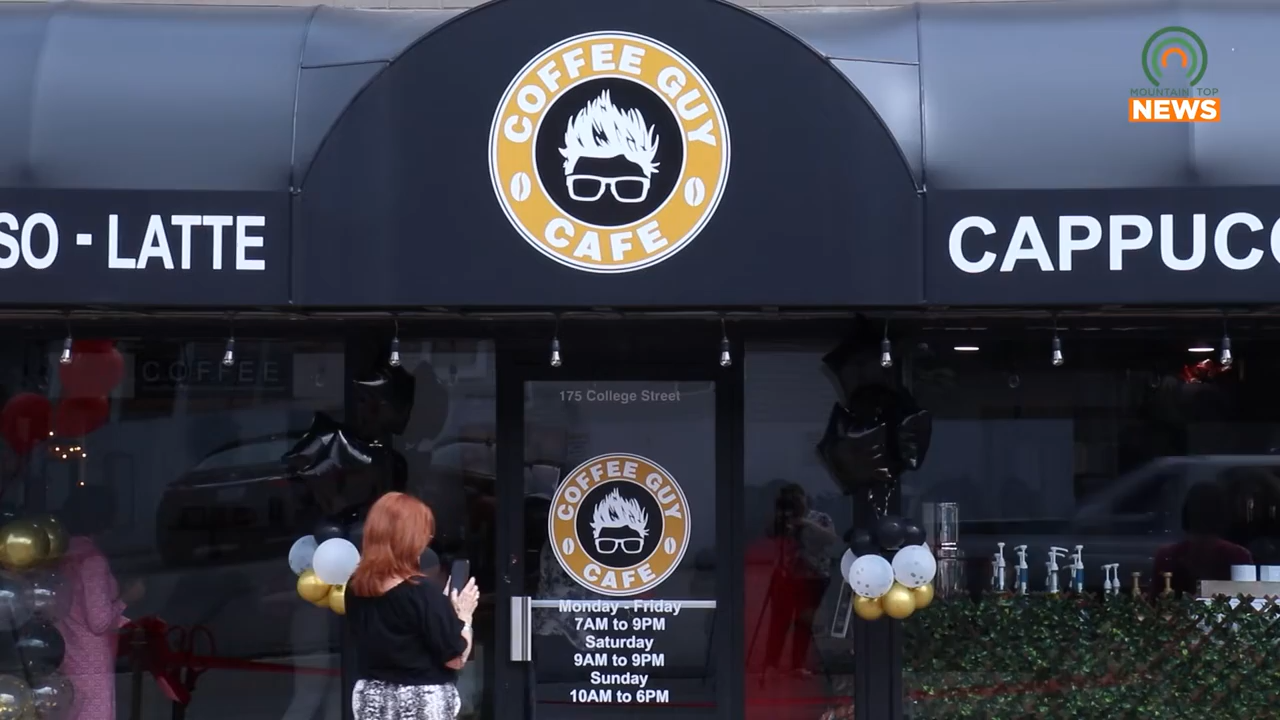 MOUNTAIN TOP
NEWS
COFFEE GUY
CAFE
SO - LATTE
CAPPUCC
COFFEE
175 College Street
COFFEE GUY
CAFE
Monday - Friday
7AM to 9PM
Saturday
9AM to 9PM
Sunday
10AM to 6PM